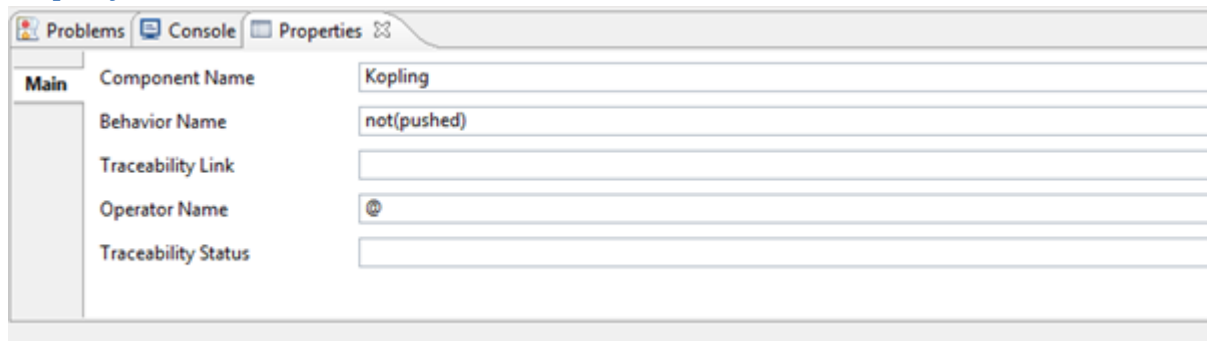 Problems Console Properties
Main
Component Name Kopling
Behavior Name not(pushed)
Traceability Link
Operator Name @
Traceability Status